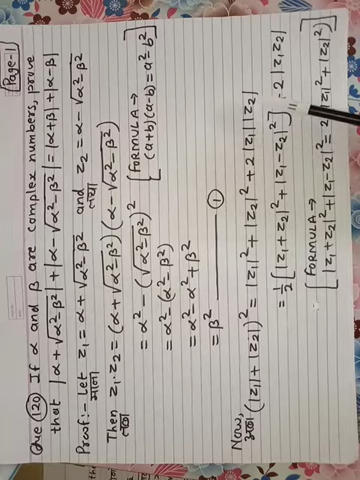 Page-1
Que (120) If α and β are complex numbers, prove
that |α+√α²-β²|+|α-√α²-β²|=|α+β|+|α-β|
Proof:- Let z₁=α+√α²-β² and z₂=α-√α²-β²
माना तथा
Then z₁.z₂=(α+√α²-β²)(α-√α²-β²)
तब
=α²-(√α²-β²)² [FORMULA→
(a+b)(a-b)=a²-b²]
=α²-(α²-β²)
=α²-α²+β²
=β² ——— ①
Now,
अब (|z₁|+|z₂|)²=|z₁|²+|z₂|²+2|z₁||z₂|
=½[|z₁+z₂|²+|z₁-z₂|²] 2|z₁z₂|
[FORMULA→
|z₁+z₂|²+|z₁-z₂|²=2 |z₁|²+|z₂|²)]